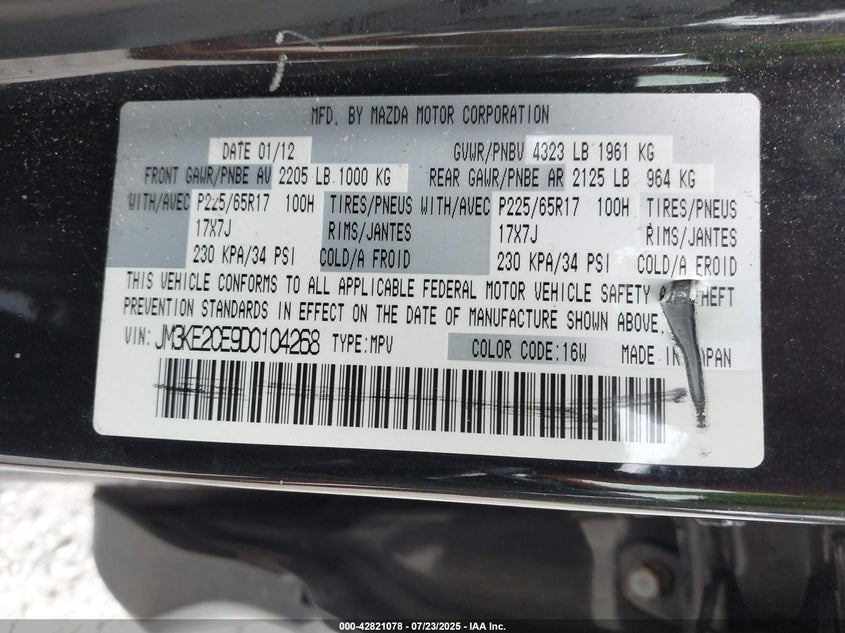 MFD. BY MAZDA MOTOR CORPORATION
DATE 01/12 GVWR/PNBV 4323 LB 1961 KG
FRONT GAWR/PNBE AV 2205 LB 1000 KG REAR GAWR/PNBE AR 2125 LB 964 KG
WITH/AVEC P225/65R17 100H TIRES/PNEUS WITH/AVEC P225/65R17 100H TIRES/PNEUS
17X7J RIMS/JANTES 17X7J RIMS/JANTES
230 KPA/34 PSI COLD/A FROID 230 KPA/34 PSI COLD/A FROID
THIS VEHICLE CONFORMS TO ALL APPLICABLE FEDERAL MOTOR VEHICLE SAFETY THEFT
PREVENTION STANDARDS IN EFFECT ON THE DATE OF MANUFACTURE SHOWN ABOVE.
VIN: JM3KE2CE9D0104268 TYPE:MPV COLOR CODE:16W MADE IN JAPAN
000-42821078 - 07/23/2025 - IAA Inc.